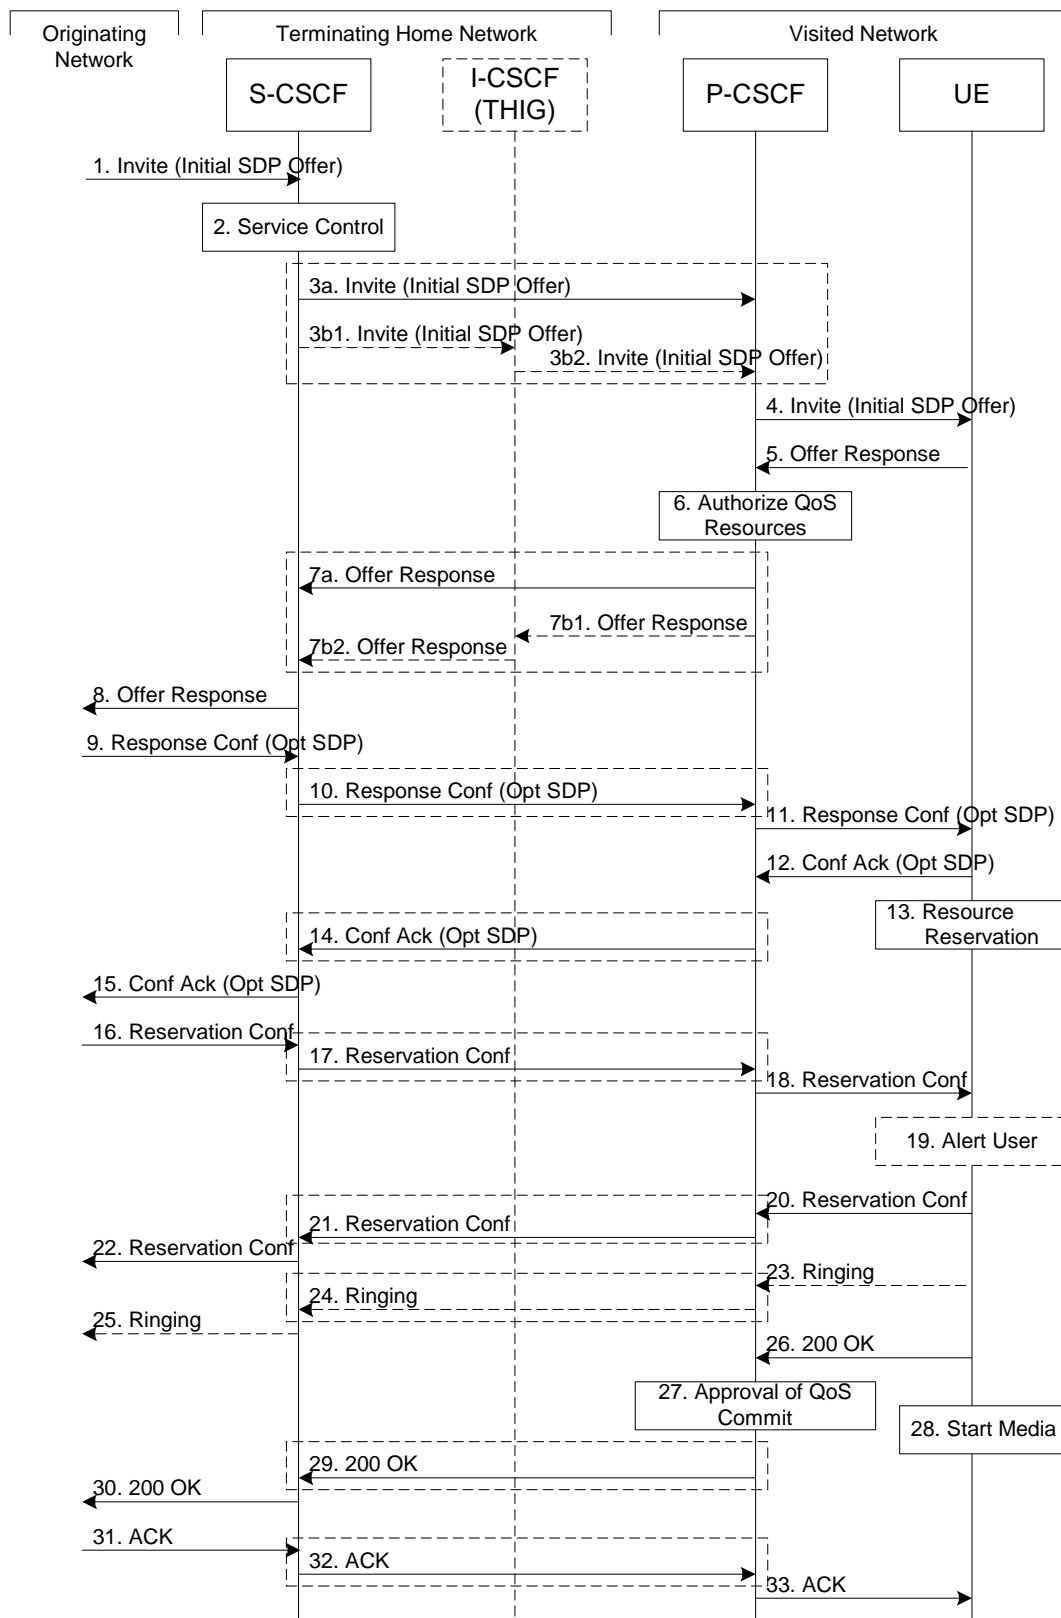 Originating
Network
Terminating Home Network
Visited Network
S-CSCF
I-CSCF
(THIG)
P-CSCF
UE
1. Invite (Initial SDP Offer)
2. Service Control
3a. Invite (Initial SDP Offer)
3b1. Invite (Initial SDP Offer)
3b2. Invite (Initial SDP Offer)
4. Invite (Initial SDP Offer)
5. Offer Response
6. Authorize QoS
Resources
7a. Offer Response
7b1. Offer Response
7b2. Offer Response
8. Offer Response
9. Response Conf (Opt SDP)
10. Response Conf (Opt SDP)
11. Response Conf (Opt SDP)
12. Conf Ack (Opt SDP)
13. Resource
Reservation
14. Conf Ack (Opt SDP)
15. Conf Ack (Opt SDP)
16. Reservation Conf
17. Reservation Conf
18. Reservation Conf
19. Alert User
20. Reservation Conf
21. Reservation Conf
22. Reservation Conf
23. Ringing
24. Ringing
25. Ringing
26. 200 OK
27. Approval of QoS
Commit
28. Start Media
29. 200 OK
30. 200 OK
31. ACK
32. ACK
33. ACK